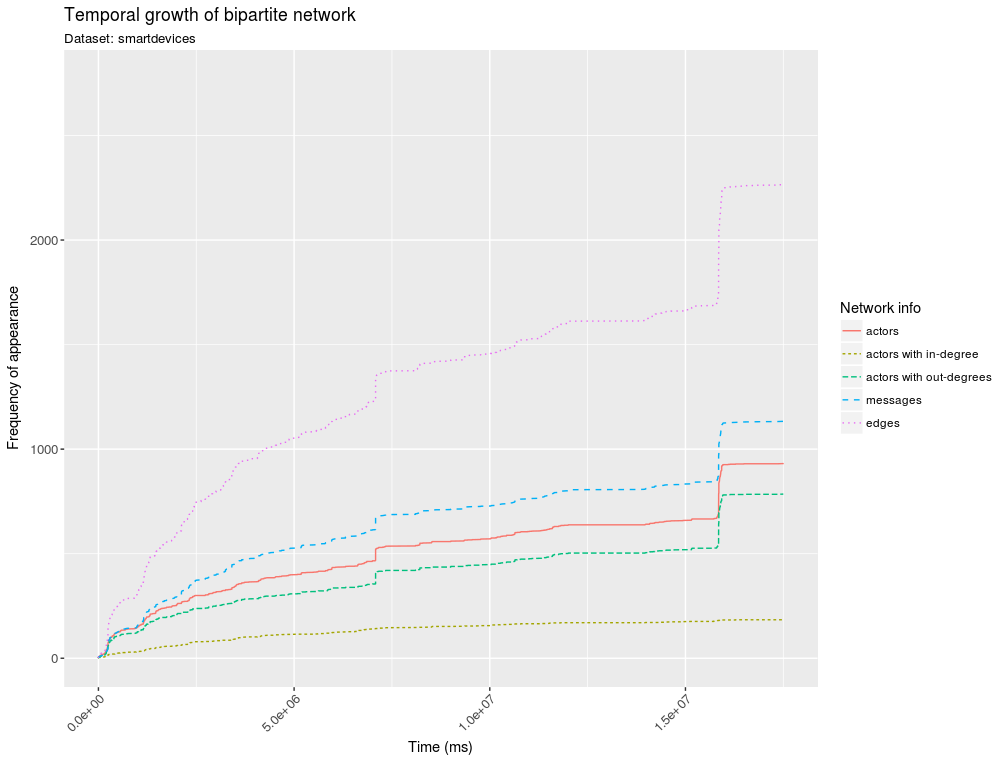 Temporal growth of bipartite network
Dataset: smartdevices
Frequency of appearance
2000
1000
0
0.0e+00
5.0e+06
1.0e+07
1.5e+07
Time (ms)
Network info
actors
actors with in-degree
actors with out-degrees
messages
edges